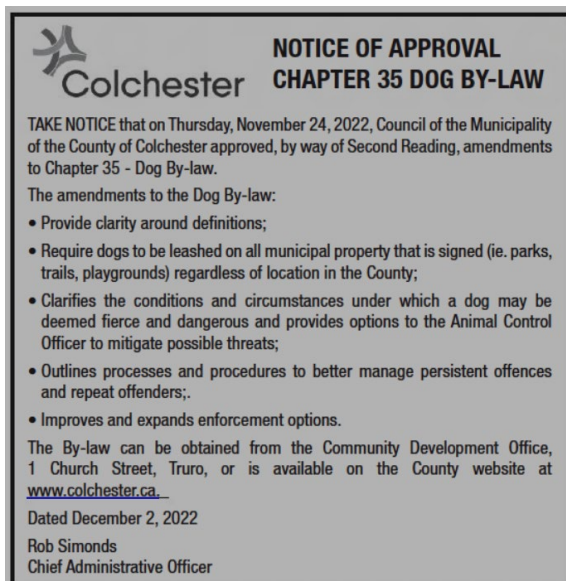 Colchester
NOTICE OF APPROVAL
CHAPTER 35 DOG BY-LAW
TAKE NOTICE that on Thursday, November 24, 2022, Council of the Municipality
of the County of Colchester approved, by way of Second Reading, amendments
to Chapter 35 - Dog By-law.
The amendments to the Dog By-law:
• Provide clarity around definitions;
• Require dogs to be leashed on all municipal property that is signed (ie. parks,
trails, playgrounds) regardless of location in the County;
• Clarifies the conditions and circumstances under which a dog may be
deemed fierce and dangerous and provides options to the Animal Control
Officer to mitigate possible threats;
• Outlines processes and procedures to better manage persistent offences
and repeat offenders;.
• Improves and expands enforcement options.
The By-law can be obtained from the Community Development Office,
1 Church Street, Truro, or is available on the County website at
www.colchester.ca.
Dated December 2, 2022
Rob Simonds
Chief Administrative Officer